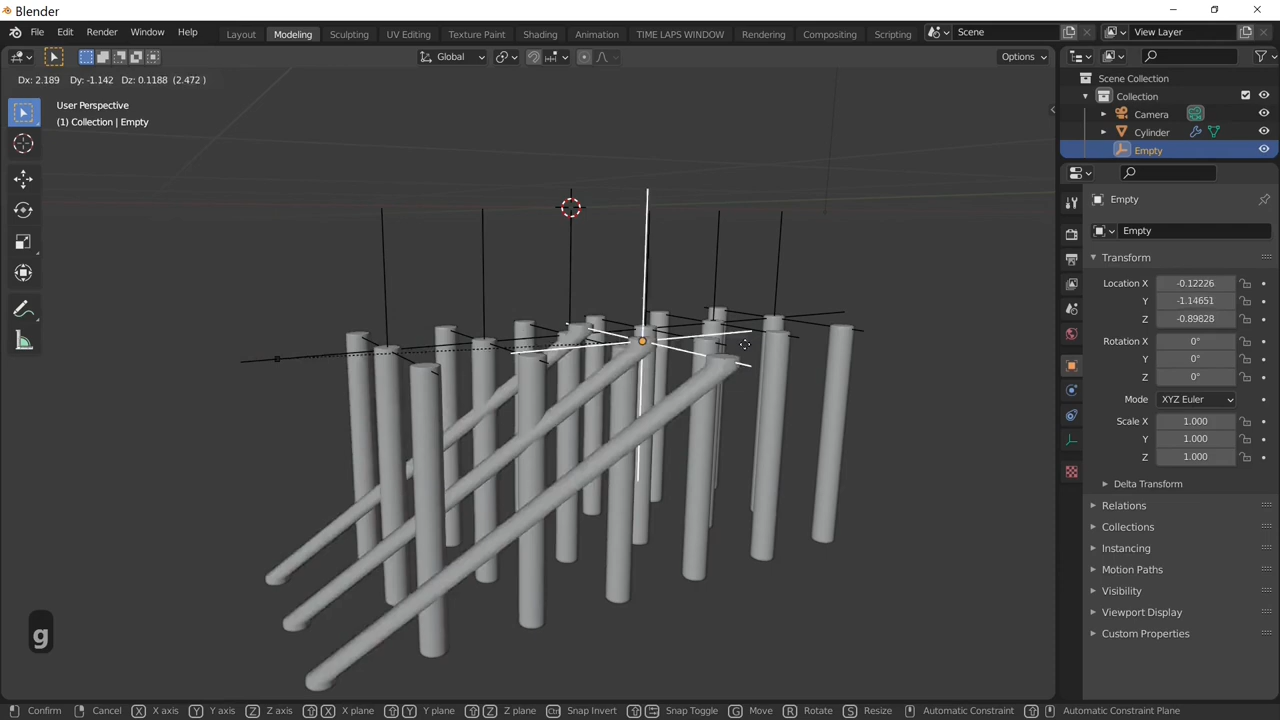 Blender
File Edit Render Window Help Layout Modeling Sculpting UV Editing Texture Paint Shading Animation TIME LAPS WINDOW Rendering Compositing Scripting Scene View Layer
Global Options
Dx: 2.189 Dy: -1.142 Dz: 0.1188 (2.472 )
User Perspective
(1) Collection | Empty
g
Scene Collection
Collection
Camera
Cylinder
Empty
Empty
Empty
Transform
Location X -0.12226
Y -1.14651
Z -0.89828
Rotation X 0°
Y 0°
Z 0°
Mode XYZ Euler
Scale X 1.000
Y 1.000
Z 1.000
Delta Transform
Relations
Collections
Instancing
Motion Paths
Visibility
Viewport Display
Custom Properties
Confirm Cancel X X axis Y Y axis Z Z axis X X plane Y Y plane Z Z plane Ctrl Snap Invert Snap Toggle G Move R Rotate S Resize Automatic Constraint Automatic Constraint Plane